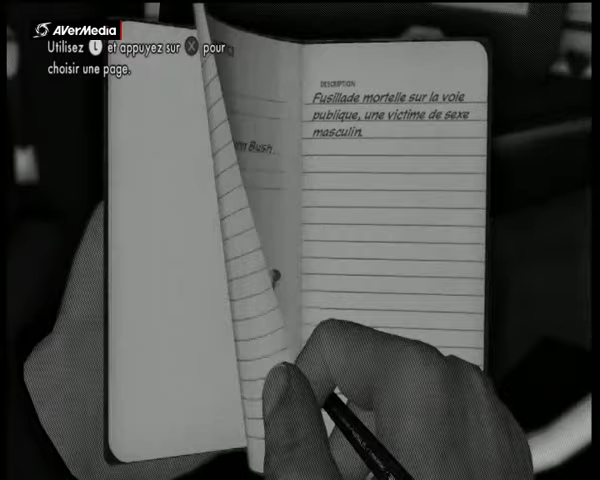 AVerMedia
Utilisez L et appuyez sur X pour
choisir une page.
DESCRIPTION
Fusillade mortelle sur la voie
publique, une victime de sexe
masculin.
Bush